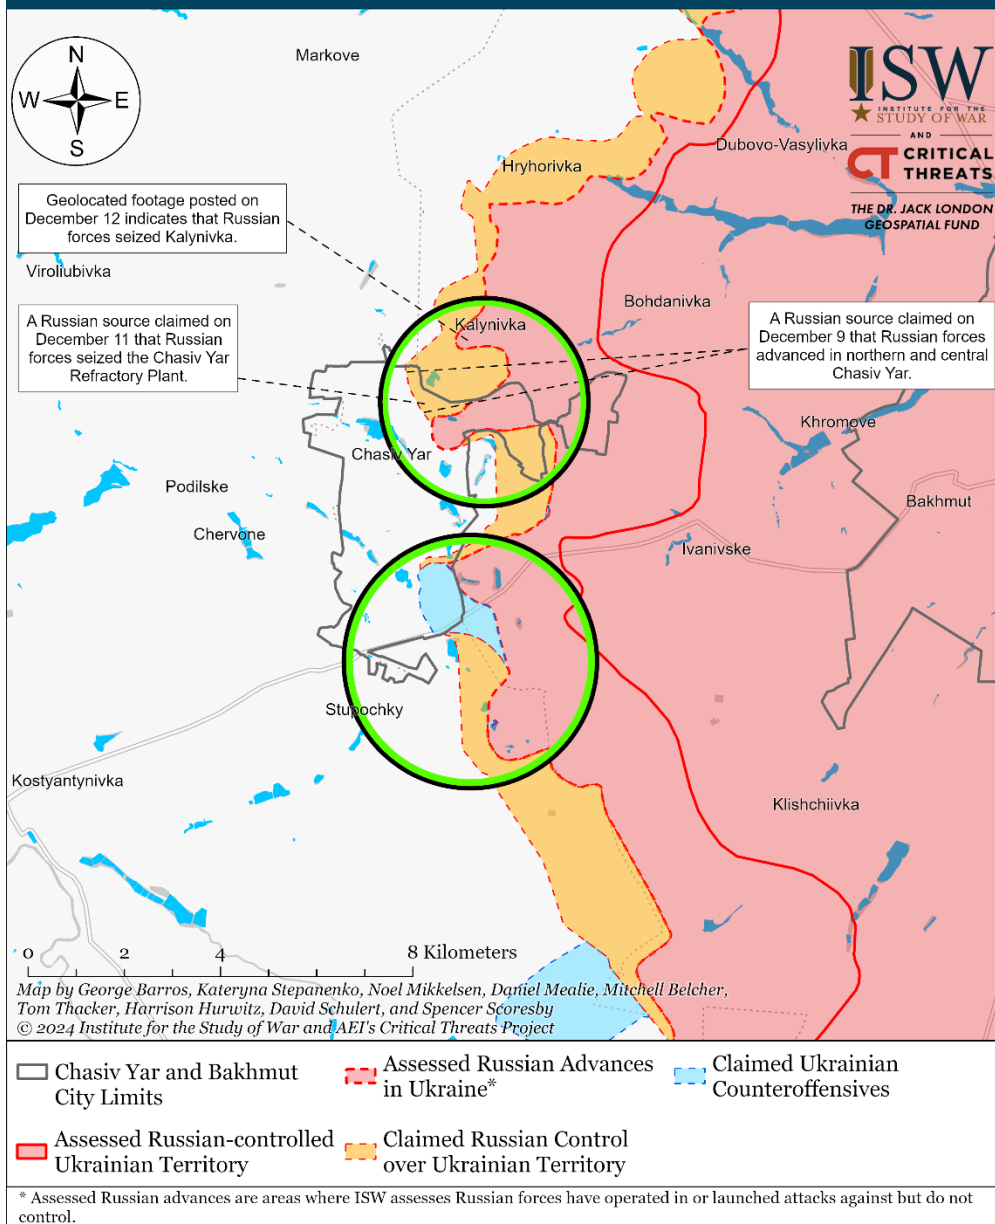 N
W
E
S
Markove
ISW
INSTITUTE FOR THE
STUDY OF WAR
AND
CT CRITICAL
THREATS
THE DR. JACK LONDON
GEOSPATIAL FUND
Dubovo-Vasylivka
Hryhorivka
Geolocated footage posted on
December 12 indicates that Russian
forces seized Kalynivka.
Viroliubivka
Bohdanivka
A Russian source claimed on
December 11 that Russian
forces seized the Chasiv Yar
Refractory Plant.
Kalynivka
A Russian source claimed on
December 9 that Russian forces
advanced in northern and central
Chasiv Yar.
Khromove
Chasiv Yar
Podilske
Bakhmut
Chervone
Ivanivske
Stupochky
Kostyantynivka
Klishchiivka
0 2 4 8 Kilometers
Map by George Barros, Kateryna Stepanenko, Noel Mikkelsen, Daniel Mealie, Mitchell Belcher,
Tom Thacker, Harrison Hurwitz, David Schulert, and Spencer Scoresby
© 2024 Institute for the Study of War and AEI's Critical Threats Project
Chasiv Yar and Bakhmut
City Limits
Assessed Russian Advances
in Ukraine*
Claimed Ukrainian
Counteroffensives
Assessed Russian-controlled
Ukrainian Territory
Claimed Russian Control
over Ukrainian Territory
* Assessed Russian advances are areas where ISW assesses Russian forces have operated in or launched attacks against but do not
control.